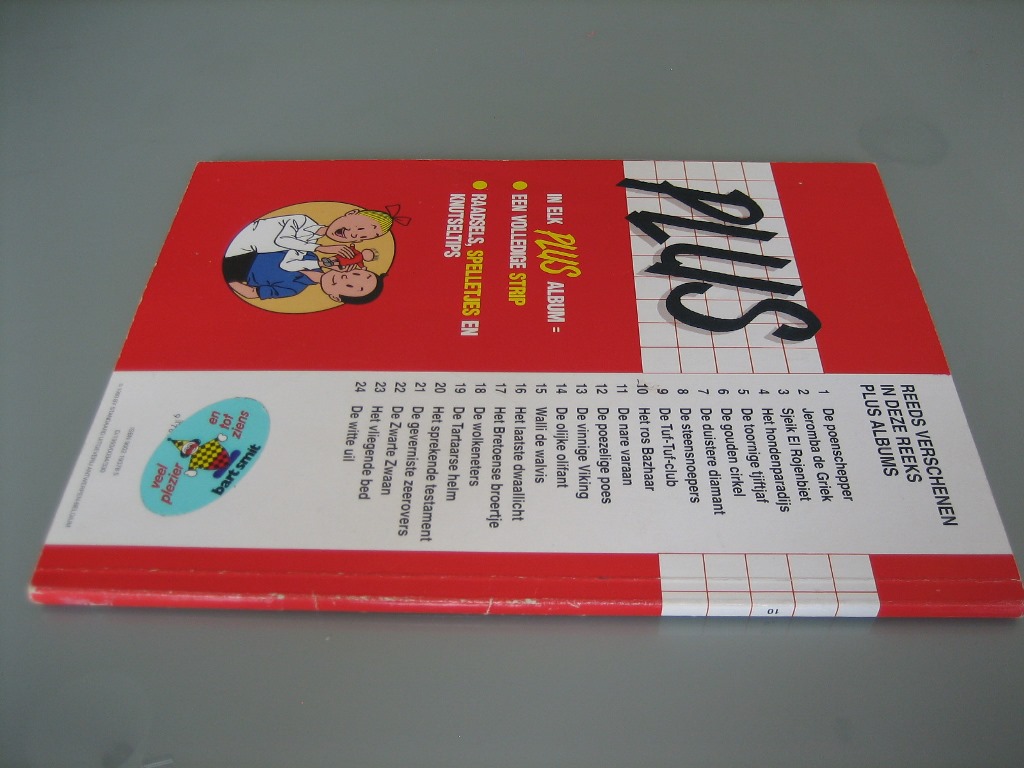 PLUS
IN ELK PLUS ALBUM =
EEN VOLLEDIGE STRIP
RAADSELS, SPELLETJES EN
KNUTSELTIPS
REEDS VERSCHENEN
IN DEZE REEKS
PLUS ALBUMS
1 De poenschepper
2 Jeromba de Griek
3 Sjeik El Rojenbiet
4 Het hondenparadijs
5 De toornige tjiftjaf
6 De gouden cirkel
7 De duistere diamant
8 De steensnoepers
9 De Tuf-Tuf-club
10 Het ros Bazhaar
11 De nare varaan
12 De poezelige poes
13 De vinnige Viking
14 De olijke olifant
15 Walli de walvis
16 Het laatste dwaallicht
17 Het Bretoense broertje
18 De wolkeneters
19 De Tartaarse helm
20 Het sprekende testament
21 De gevemiste zeerovers
22 De Zwarte Zwaan
23 Het vliegende bed
24 De witte uil
veel
plezier
en
tot
ziens
bart smit
10